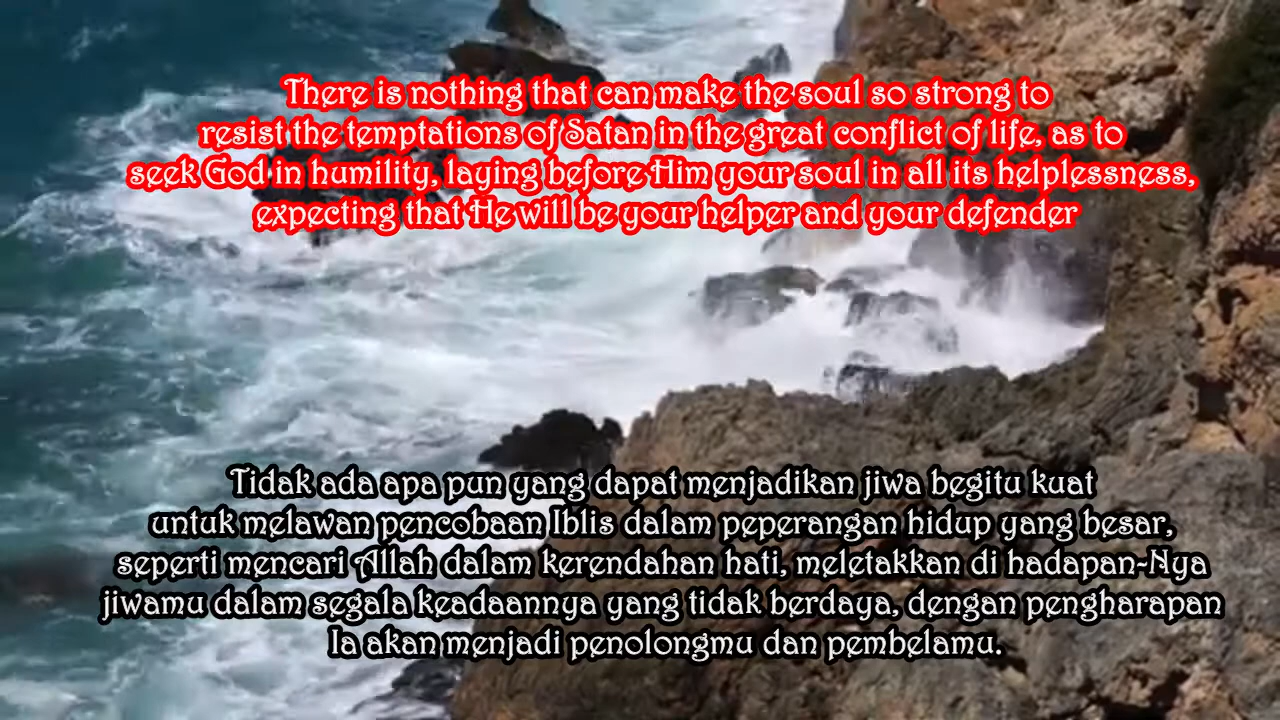 There is nothing that can make the soul so strong to
resist the temptations of Satan in the great conflict of life, as to
seek God in humility, laying before Him your soul in all its helplessness,
expecting that He will be your helper and your defender
Tidak ada apa pun yang dapat menjadikan jiwa begitu kuat
untuk melawan pencobaan Iblis dalam peperangan hidup yang besar,
seperti mencari Allah dalam kerendahan hati, meletakkan di hadapan-Nya
jiwamu dalam segala keadaannya yang tidak berdaya, dengan pengharapan
Ia akan menjadi penolongmu dan pembelamu.